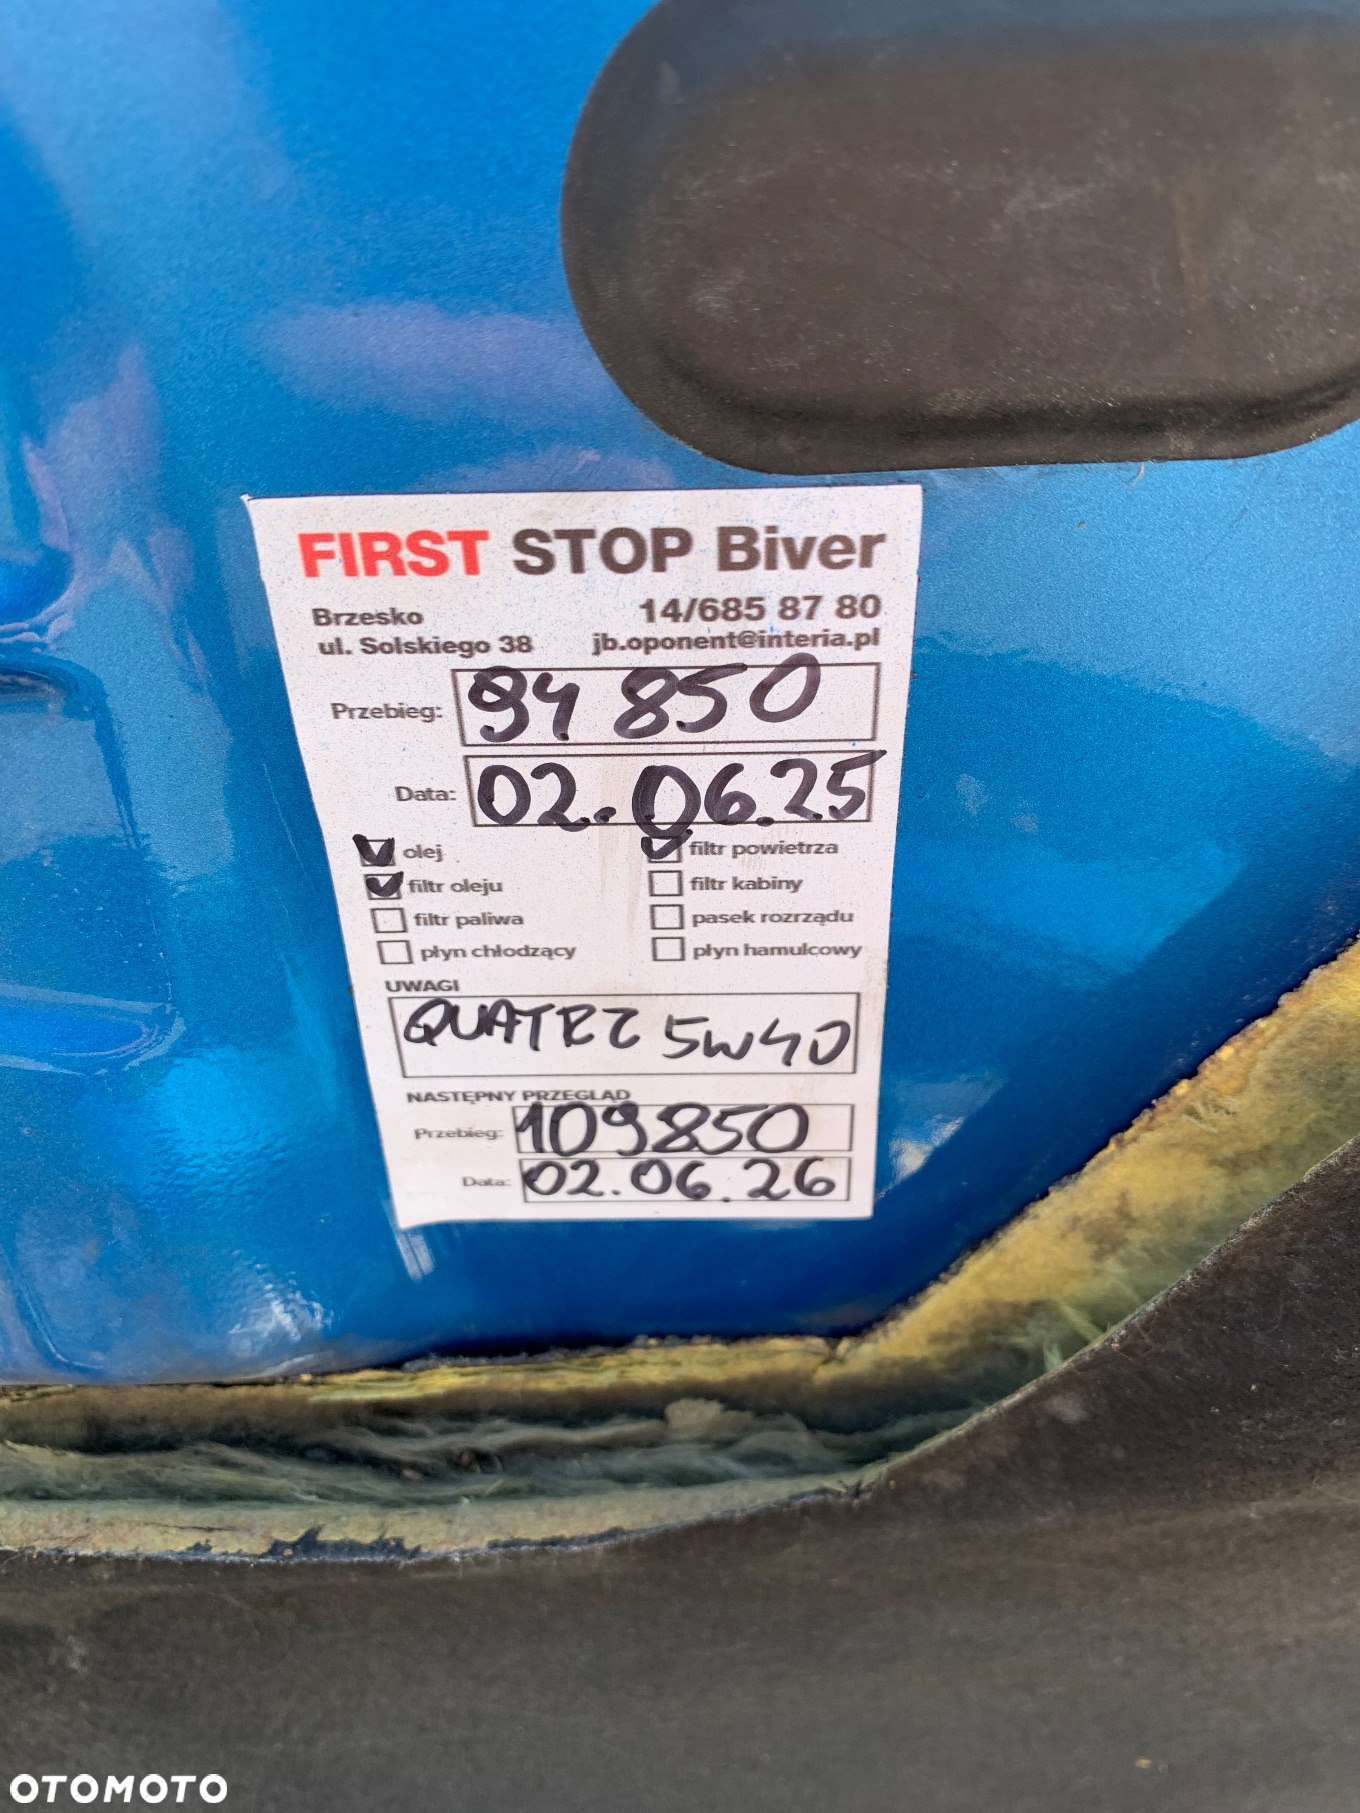 FIRST STOP Biver
Brzesko 14/685 87 80
ul. Solskiego 38 jb.oponent@interia.pl
Przebieg: 94 850
Data: 02.06.25
olej filtr powietrza
filtr oleju filtr kabiny
filtr paliwa pasek rozrządu
płyn chłodzący płyn hamulcowy
UWAGI
5W40
NASTĘPNY PRZEGLĄD
Przebieg: 109850
Data: 02.06.26
OTOMOTO